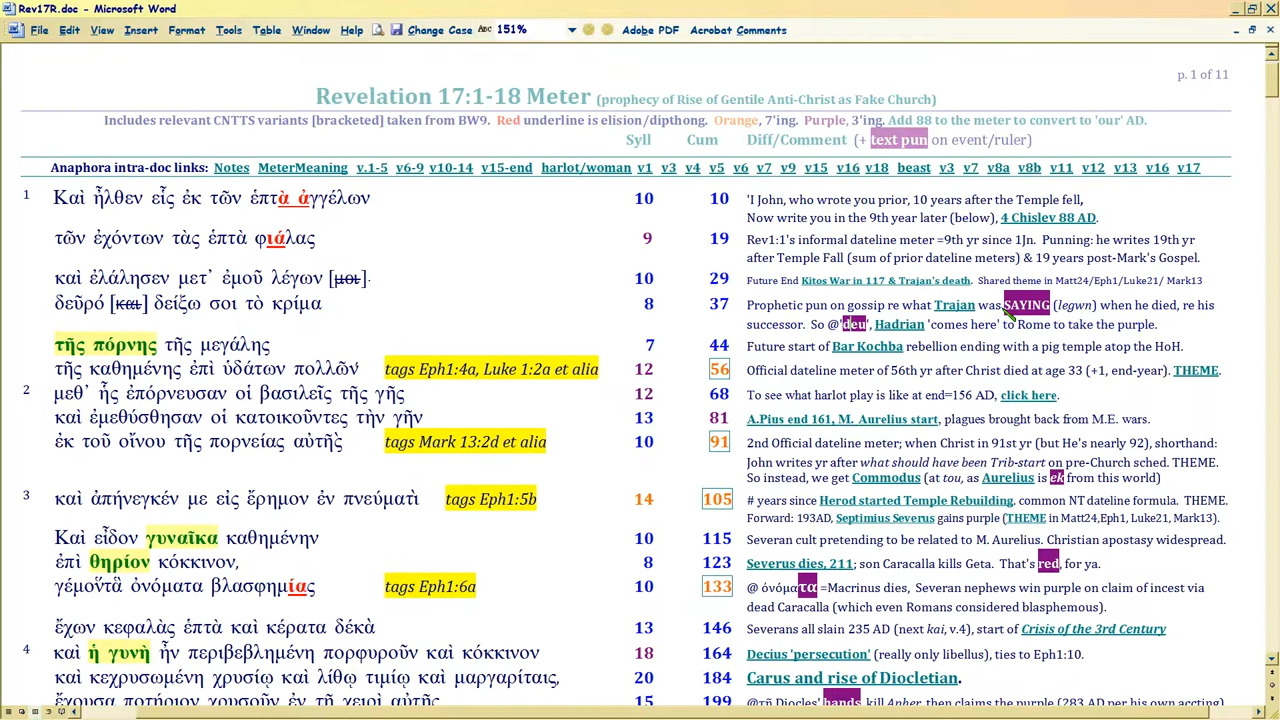 Rev17R.doc - Microsoft Word
File Edit View Insert Format Tools Table Window Help Change Case 151% Adobe PDF Acrobat Comments
p. 1 of 11
Revelation 17:1-18 Meter (prophecy of Rise of Gentile Anti-Christ as Fake Church)
Includes relevant CNTTS variants [bracketed] taken from BW9. Red underline is elision/dipthong. Orange, 7'ing. Purple, 3'ing. Add 88 to the meter to convert to 'our' AD.
Syll Cum Diff/Comment (+ text pun on event/ruler)
Anaphora intra-doc links: Notes MeterMeaning v.1-5 v6-9 v10-14 v15-end harlot/woman v1 v3 v4 v5 v6 v7 v9 v15 v16 v18 beast v3 v7 v8a v8b v11 v12 v13 v16 v17
1 Καὶ ἦλθεν εἷς ἐκ τῶν ἑπτὰ ἀγγέλων 10 10 'I John, who wrote you prior, 10 years after the Temple fell,
Now write you in the 9th year later (below), 4 Chislev 88 AD.
τῶν ἐχόντων τὰς ἑπτὰ φιάλας 9 19 Rev1:1's informal dateline meter =9th yr since 1Jn. Punning: he writes 19th yr
after Temple Fall (sum of prior dateline meters) & 19 years post-Mark's Gospel.
καὶ ἐλάλησεν μετ᾽ ἐμοῦ λέγων [μοι]. 10 29 Future End Kitos War in 117 & Trajan's death. Shared theme in Matt24/Eph1/Luke21/ Mark13
δεῦρό [και] δείξω σοι τὸ κρίμα 8 37 Prophetic pun on gossip re what Trajan was SAYING (legwn) when he died, re his
successor. So @'deu', Hadrian 'comes here' to Rome to take the purple.
τῆς πόρνης τῆς μεγάλης 7 44 Future start of Bar Kochba rebellion ending with a pig temple atop the HoH.
τῆς καθημένης ἐπὶ ὑδάτων πολλῶν tags Eph1:4a, Luke 1:2a et alia 12 56 Official dateline meter of 56th yr after Christ died at age 33 (+1, end-year). THEME.
2 μεθ᾽ ἧς ἐπόρνευσαν οἱ βασιλεῖς τῆς γῆς 12 68 To see what harlot play is like at end=156 AD, click here.
καὶ ἐμεθύσθησαν οἱ κατοικοῦντες τὴν γῆν 13 81 A.Pius end 161, M. Aurelius start, plagues brought back from M.E. wars.
ἐκ τοῦ οἴνου τῆς πορνείας αὐτῆς tags Mark 13:2d et alia 10 91 2nd Official dateline meter; when Christ in 91st yr (but He's nearly 92), shorthand:
John writes yr after what should have been Trib-start on pre-Church sched. THEME.
So instead, we get Commodus (at tou, as Aurelius is ek from this world)
3 καὶ ἀπήνεγκέν με εἰς ἔρημον ἐν πνεύματι tags Eph1:5b 14 105 # years since Herod started Temple Rebuilding. common NT dateline formula. THEME.
Forward: 193AD, Septimius Severus gains purple (THEME in Matt24,Eph1, Luke21, Mark13).
Καὶ εἶδον γυναῖκα καθημένην 10 115 Severan cult pretending to be related to M. Aurelius. Christian apostasy widespread.
ἐπὶ θηρίον κόκκινον, 8 123 Severus dies, 211; son Caracalla kills Geta. That's red, for ya.
γέμοντα ὀνόματα βλασφημίας tags Eph1:6a 10 133 @ ὀνόματα =Macrinus dies, Severan nephews win purple on claim of incest via
dead Caracalla (which even Romans considered blasphemous).
ἔχων κεφαλὰς ἑπτὰ καὶ κέρατα δέκα 13 146 Severans all slain 235 AD (next kai, v.4), start of Crisis of the 3rd Century
4 καὶ ἡ γυνὴ ἦν περιβεβλημένη πορφυροῦν καὶ κόκκινον 18 164 Decius 'persecution' (really only libellus), ties to Eph1:10.
καὶ κεχρυσωμένη χρυσίῳ καὶ λίθῳ τιμίῳ καὶ μαργαρίταις, 20 184 Carus and rise of Diocletian.
ἔχουσα ποτήριον χρυσοῦν ἐν τῇ χειρὶ αὐτῆς 15 199 @τῇ Diocles' hands kill Aper, then claims the purple (283 AD per his own accting)